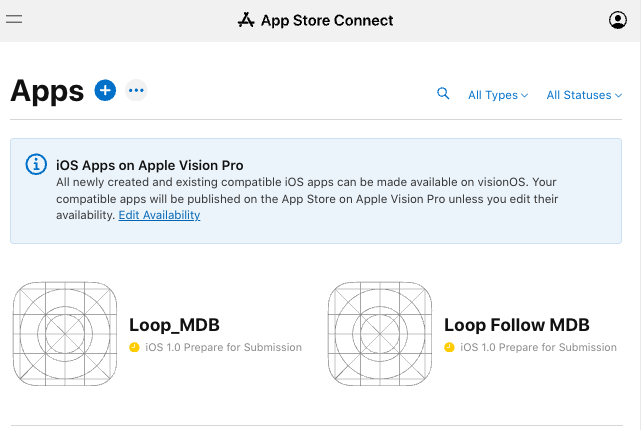 App Store Connect
Apps
All Types
All Statuses
iOS Apps on Apple Vision Pro
All newly created and existing compatible iOS apps can be made available on visionOS. Your
compatible apps will be published on the App Store on Apple Vision Pro unless you edit their
availability. Edit Availability
Loop_MDB
iOS 1.0 Prepare for Submission
Loop Follow MDB
iOS 1.0 Prepare for Submission